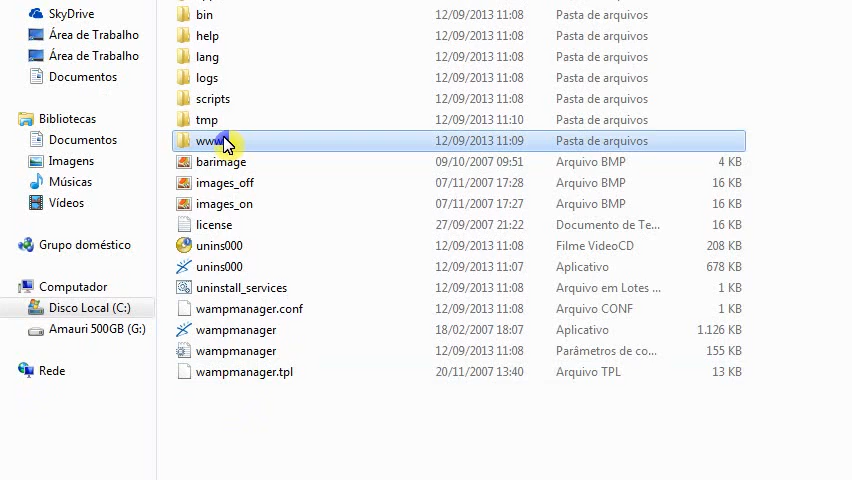 SkyDrive
Área de Trabalho
Área de Trabalho
Documentos
Bibliotecas
Documentos
Imagens
Músicas
Vídeos
Grupo doméstico
Computador
Disco Local (C:)
Amauri 500GB (G:)
Rede
bin 12/09/2013 11:08 Pasta de arquivos
help 12/09/2013 11:08 Pasta de arquivos
lang 12/09/2013 11:08 Pasta de arquivos
logs 12/09/2013 11:08 Pasta de arquivos
scripts 12/09/2013 11:08 Pasta de arquivos
tmp 12/09/2013 11:10 Pasta de arquivos
www 12/09/2013 11:09 Pasta de arquivos
barimage 09/10/2007 09:51 Arquivo BMP 4 KB
images_off 07/11/2007 17:28 Arquivo BMP 16 KB
images_on 07/11/2007 17:27 Arquivo BMP 16 KB
license 27/09/2007 21:22 Documento de Te... 16 KB
unins000 12/09/2013 11:08 Filme VideoCD 208 KB
unins000 12/09/2013 11:07 Aplicativo 678 KB
uninstall_services 12/09/2013 11:08 Arquivo em Lotes ... 1 KB
wampmanager.conf 12/09/2013 11:08 Arquivo CONF 1 KB
wampmanager 18/02/2007 18:07 Aplicativo 1.126 KB
wampmanager 12/09/2013 11:08 Parâmetros de co... 155 KB
wampmanager.tpl 20/11/2007 13:40 Arquivo TPL 13 KB